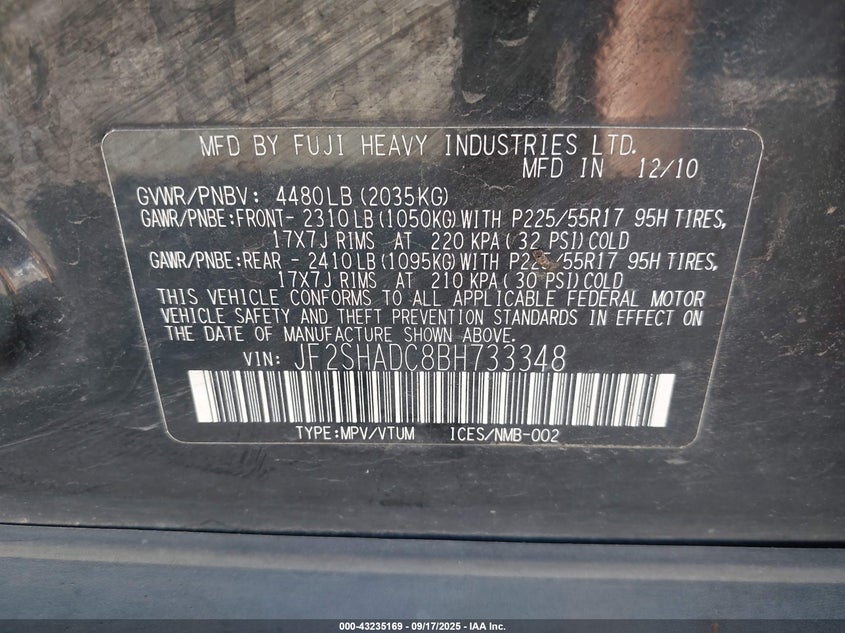 MFD BY FUJI HEAVY INDUSTRIES LTD.
MFD IN 12/10
GVWR/PNBV: 4480LB (2035KG)
GAWR/PNBE:FRONT- 2310LB (1050KG) WITH P225/55R17 95H TIRES,
17X7J RIMS AT 220 KPA (32 PSI) COLD
GAWR/PNBE:REAR - 2410LB (1095KG) WITH P225/55R17 95H TIRES,
17X7J RIMS AT 210 KPA (30 PSI) COLD
THIS VEHICLE CONFORMS TO ALL APPLICABLE FEDERAL MOTOR
VEHICLE SAFETY AND THEFT PREVENTION STANDARDS IN EFFECT ON
THE DATE OF MANUFACTURE SHOWN ABOVE.
VIN: JF2SHADC8BH733348
TYPE:MPV/VTUM ICES/NMB-002
000-43235169 - 09/17/2025 - IAA Inc.